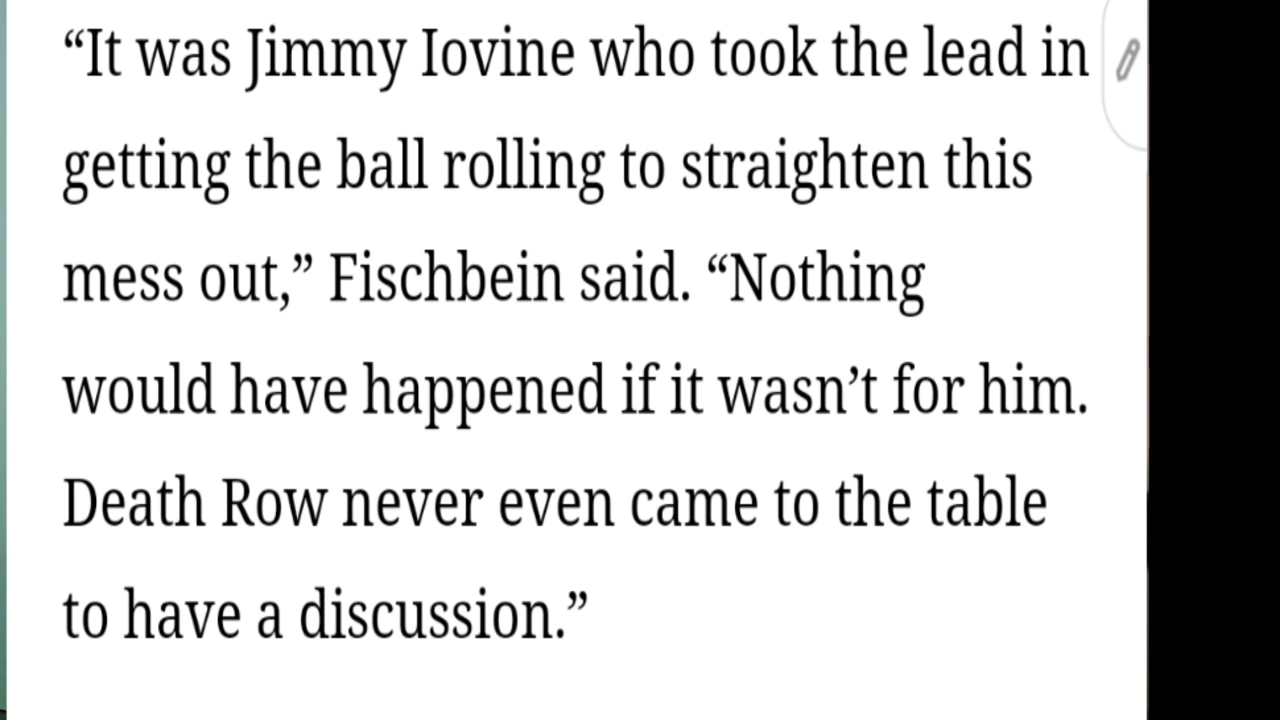 “It was Jimmy Iovine who took the lead in
getting the ball rolling to straighten this
mess out,” Fischbein said. “Nothing
would have happened if it wasn’t for him.
Death Row never even came to the table
to have a discussion.”